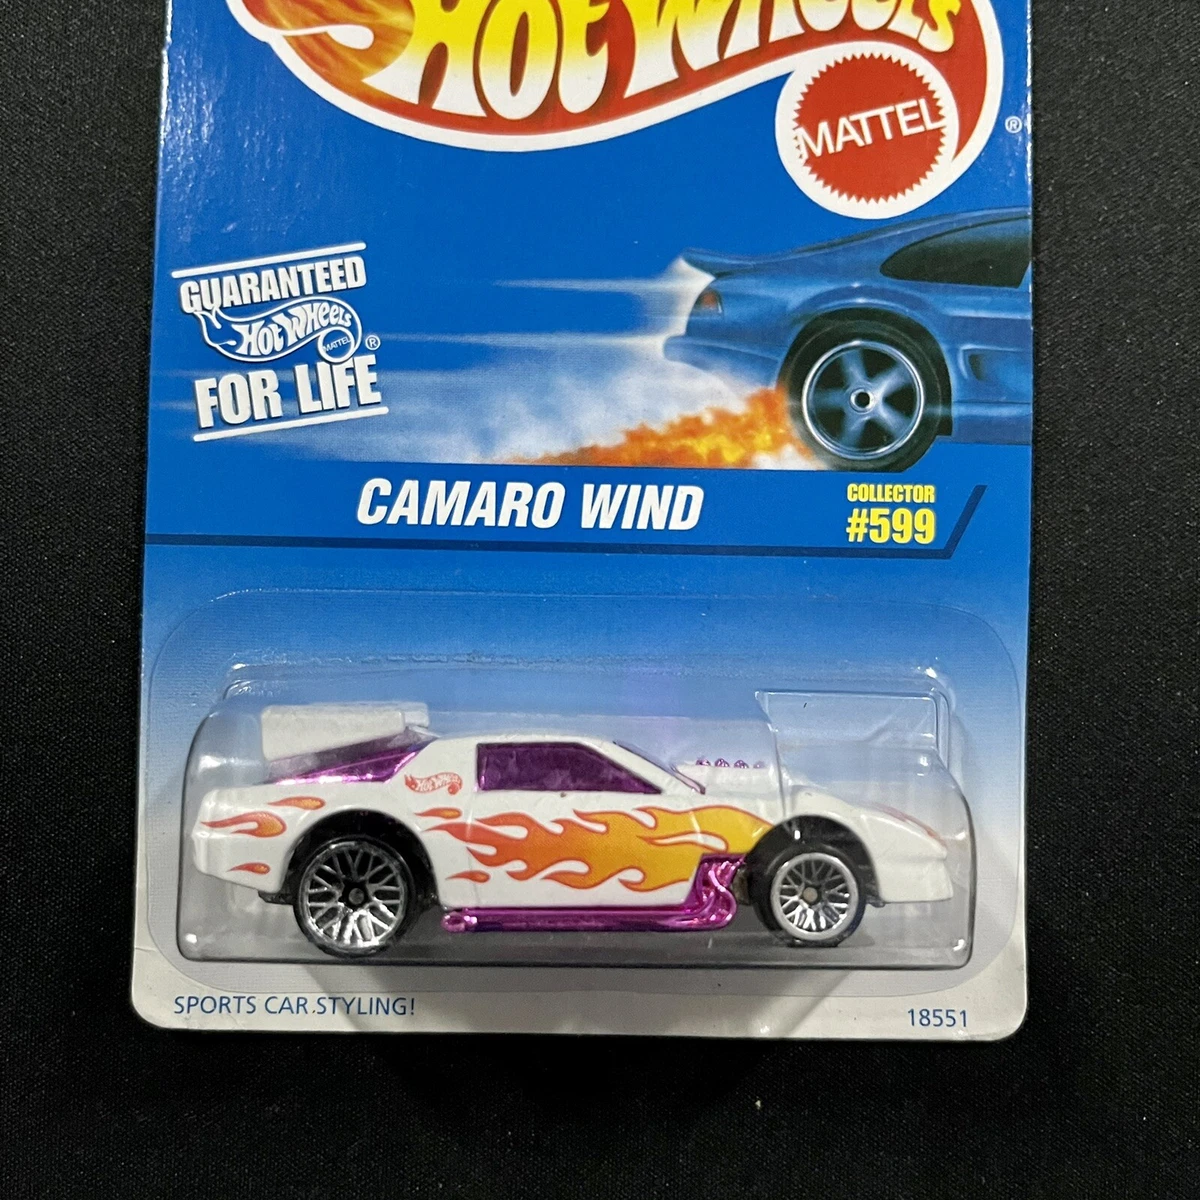 HOT WHEELS
MATTEL ®
GUARANTEED
Hot Wheels
MATTEL ®
FOR LIFE
CAMARO WIND
COLLECTOR
#599
Hot Wheels
SPORTS CAR STYLING!
18551